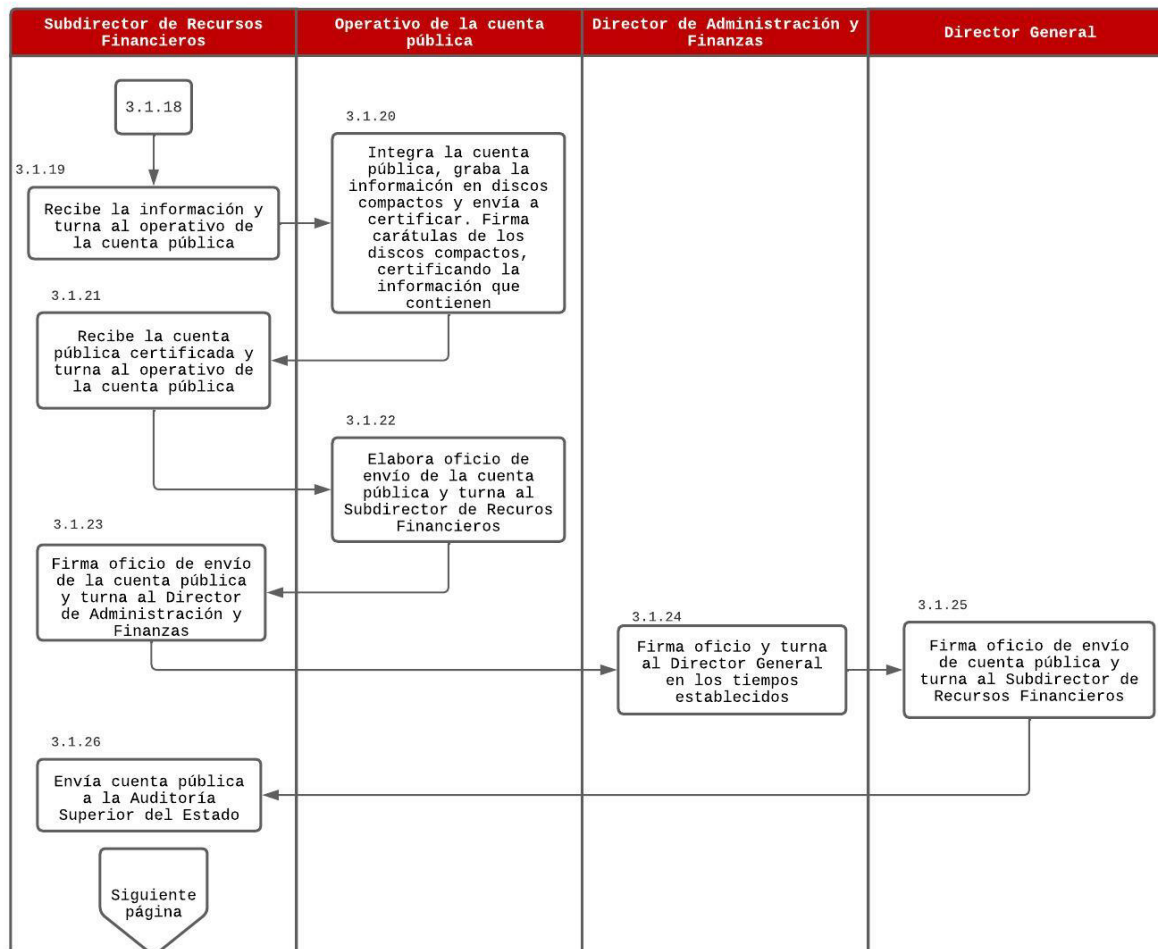 Subdirector de Recursos
Financieros
Operativo de la cuenta
pública
Director de Administración y
Finanzas
Director General
3.1.18
3.1.19
Recibe la información y
turna al operativo de
la cuenta pública
3.1.20
Integra la cuenta
pública, graba la
informaicón en discos
compactos y envía a
certificar. Firma
carátulas de los
discos compactos,
certificando la
información que
contienen
3.1.21
Recibe la cuenta
pública certificada y
turna al operativo de
la cuenta pública
3.1.22
Elabora oficio de
envío de la cuenta
pública y turna al
Subdirector de Recuros
Financieros
3.1.23
Firma oficio de envío
de la cuenta pública
y turna al Director
de Administración y
Finanzas
3.1.24
Firma oficio y turna
al Director General
en los tiempos
establecidos
3.1.25
Firma oficio de envío
de cuenta pública y
turna al Subdirector de
Recursos Financieros
3.1.26
Envía cuenta pública
a la Auditoría
Superior del Estado
Siguiente
página